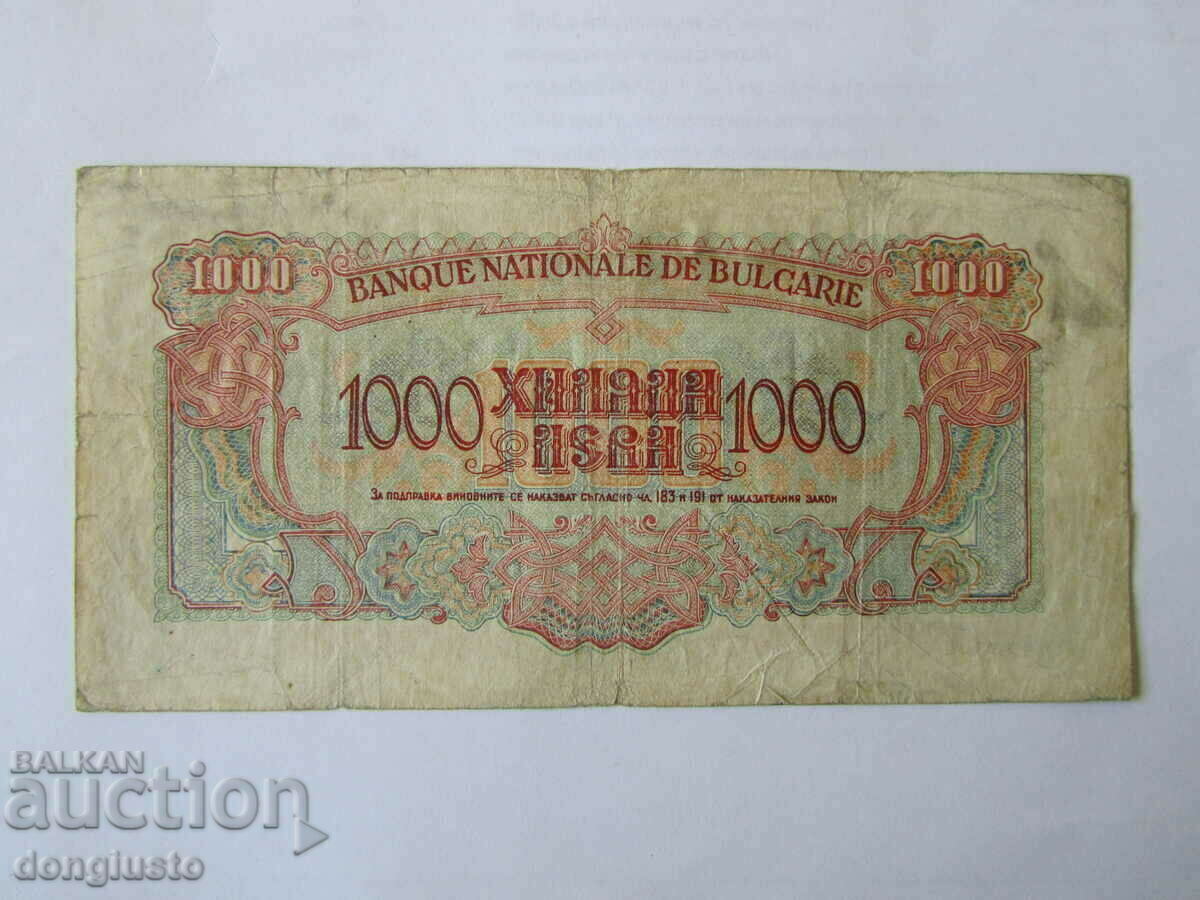 1000
BANQUE NATIONALE DE BULGARIE
1000
1000
ХИЛЯДА
ЛЕВА
1000
ЗА ПОДПРАВКА ВИНОВНИТЕ СЕ НАКАЗВАТ СЪГЛАСНО ЧЛ. 183 И 191 ОТ НАКАЗАТЕЛНИЯ ЗАКОН
BALKAN
auction
dongiusto